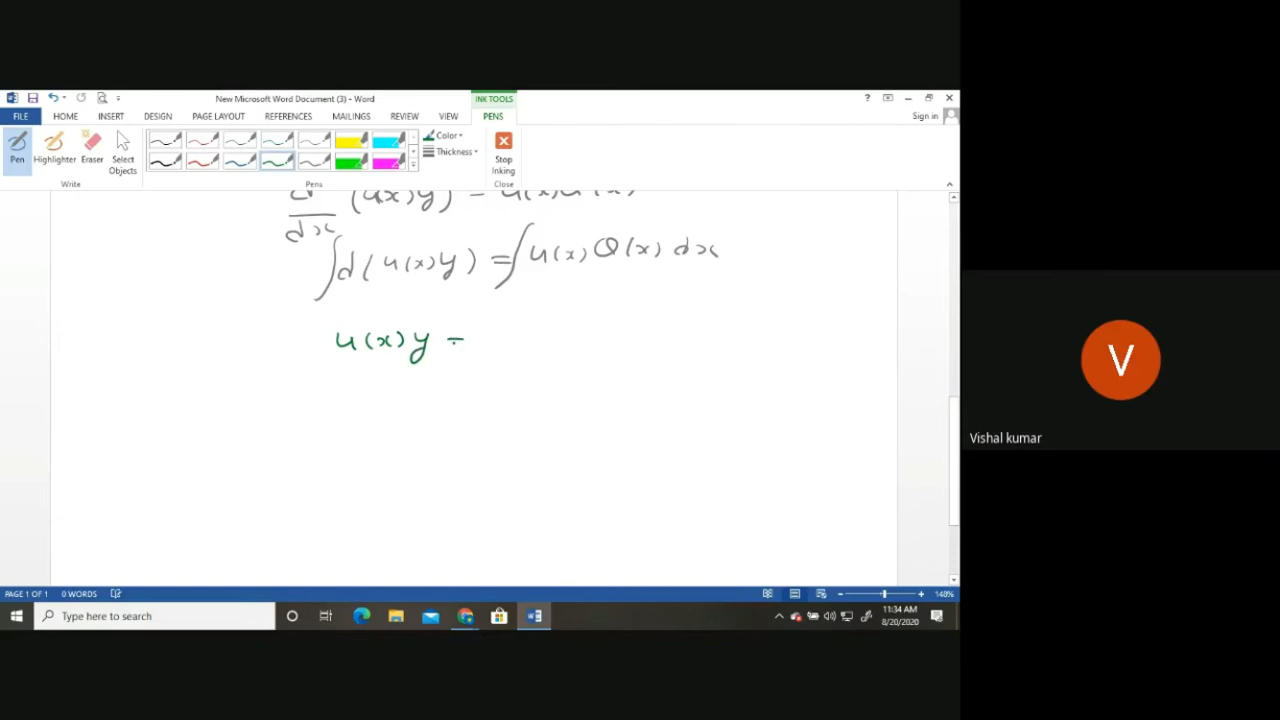 New Microsoft Word Document (3) - Word
INK TOOLS
Sign in
FILE HOME INSERT DESIGN PAGE LAYOUT REFERENCES MAILINGS REVIEW VIEW PENS
Pen Highlighter Eraser Select Objects
Color
Thickness
Stop Inking
Write Pens Close
dx
∫d(u(x)y) = ∫u(x)Q(x)dx
u(x)y =
V
Vishal kumar
PAGE 1 OF 1 0 WORDS 148%
Type here to search
11:34 AM
8/20/2020